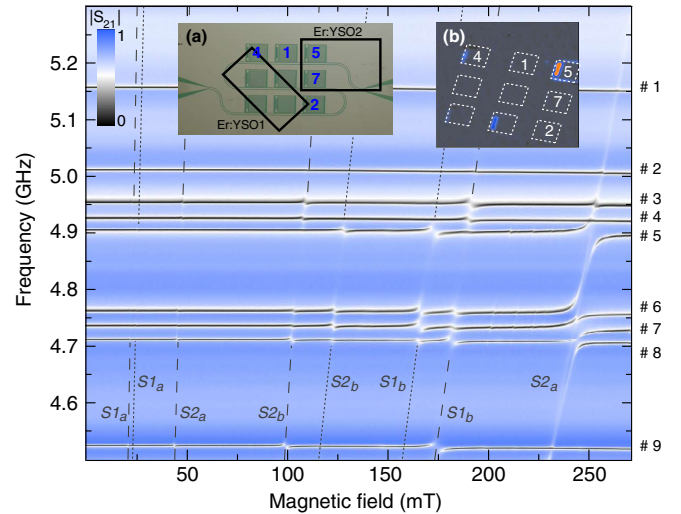 |S21|
1
0
(a)
Er:YSO2
4 1 5
7
2
Er:YSO1
(b)
4 1 5
7
2
5.2
5.1
5.0
4.9
4.8
4.7
4.6
Frequency (GHz)
# 1
# 2
# 3
# 4
# 5
# 6
# 7
# 8
# 9
S1a
S1a
S2a
S2b
S2b
S1b
S1b
S2a
50 100 150 200 250
Magnetic field (mT)